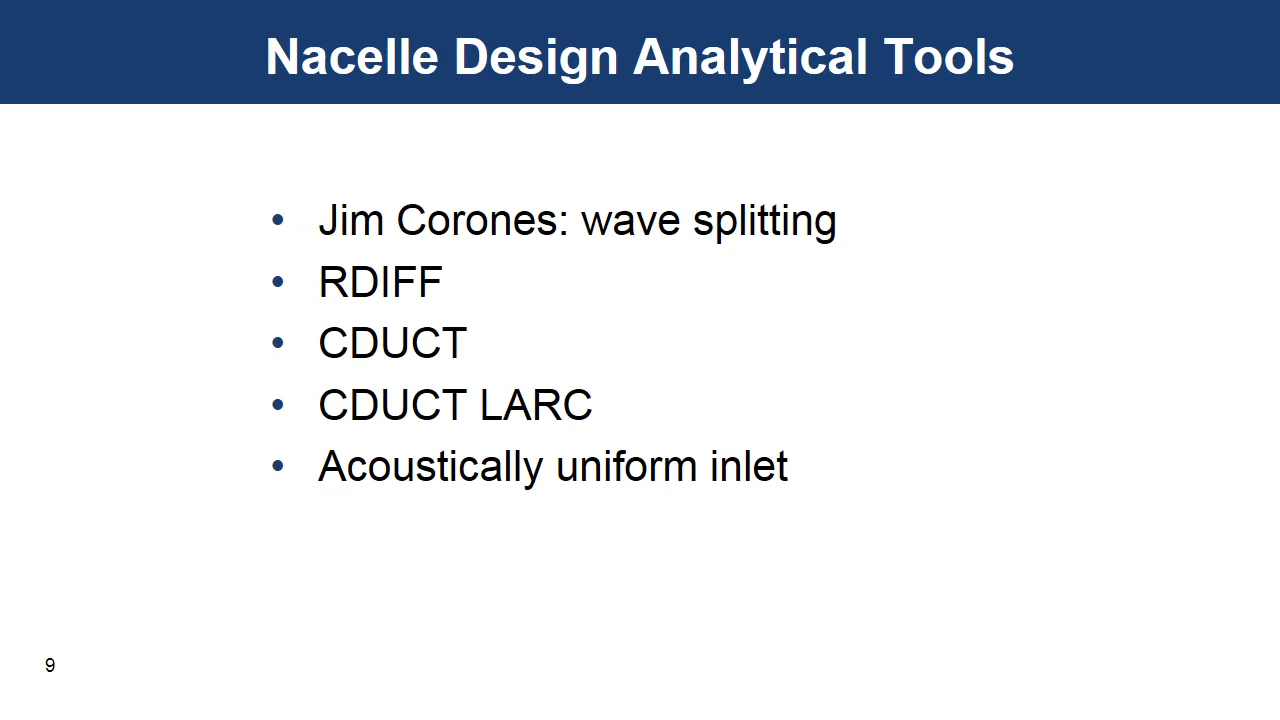 Nacelle Design Analytical Tools
• Jim Corones: wave splitting
• RDIFF
• CDUCT
• CDUCT LARC
• Acoustically uniform inlet
9